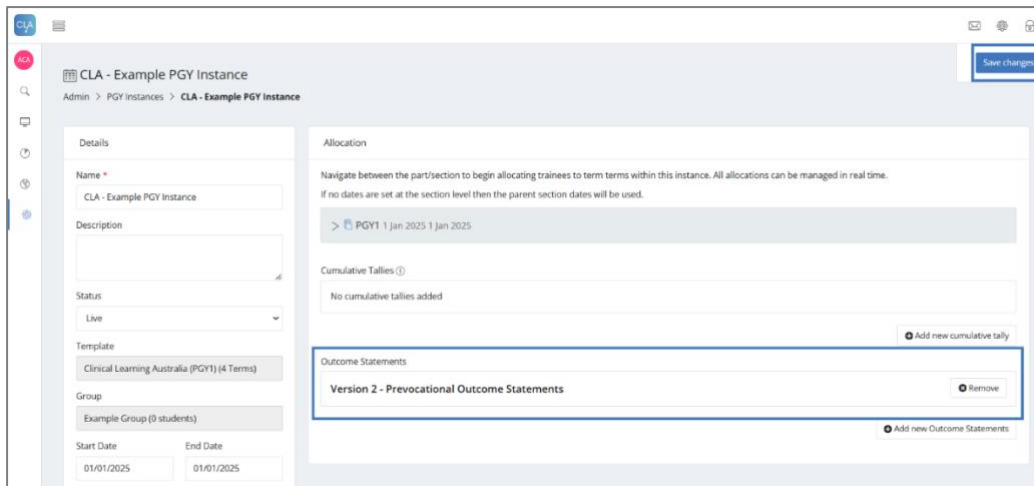 CLA
ACA
Save changes
CLA - Example PGY Instance
Admin > PGY Instances > CLA - Example PGY Instance
Details
Name *
CLA - Example PGY Instance
Description
Status
Live
Template
Clinical Learning Australia (PGY1) (4 Terms)
Group
Example Group (0 students)
Start Date End Date
01/01/2025 01/01/2025
Allocation
Navigate between the part/section to begin allocating trainees to term terms within this instance. All allocations can be managed in real time.
If no dates are set at the section level then the parent section dates will be used.
> PGY1 1 Jan 2025 1 Jan 2025
Cumulative Tallies
No cumulative tallies added
Add new cumulative tally
Outcome Statements
Version 2 - Prevocational Outcome Statements
Remove
Add new Outcome Statements